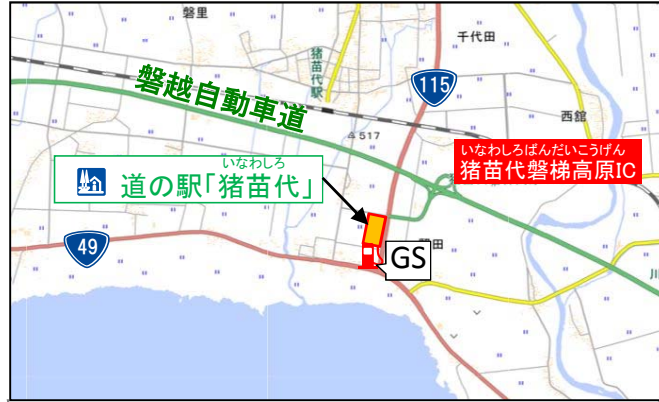 磐里
千代田
猪苗代駅
115
磐越自動車道
517
西舘
いなわしろばんだいこうげん
猪苗代磐梯高原IC
いなわしろ
道の駅「猪苗代」
49
田
GS
川